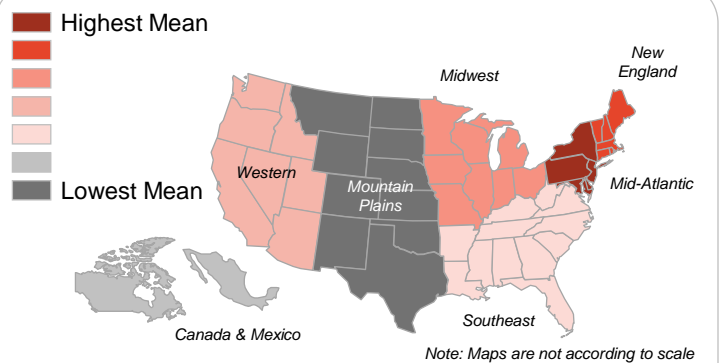 Highest Mean
New
England
Midwest
Western
Mountain
Plains
Mid-Atlantic
Lowest Mean
Southeast
Canada & Mexico
Note: Maps are not according to scale